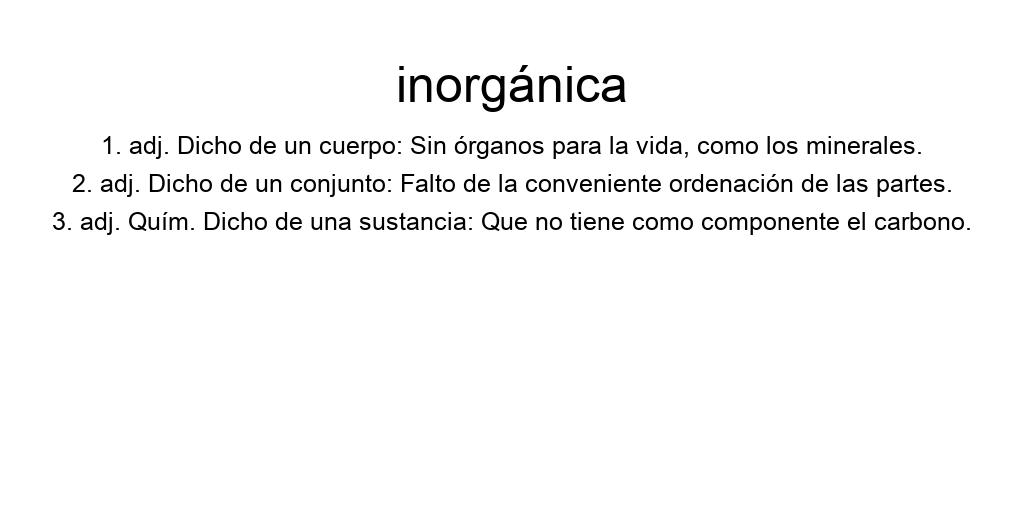 inorgánica
1. adj. Dicho de un cuerpo: Sin órganos para la vida, como los minerales.
2. adj. Dicho de un conjunto: Falto de la conveniente ordenación de las partes.
3. adj. Quím. Dicho de una sustancia: Que no tiene como componente el carbono.